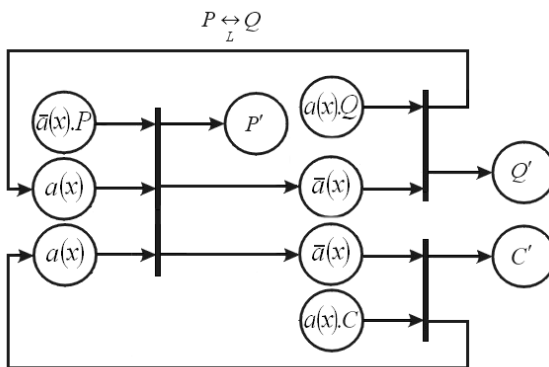 P ↔ Q
L
ā(x).P
P′
a(x).Q
a(x)
ā(x)
Q′
a(x)
ā(x)
C′
a(x).C